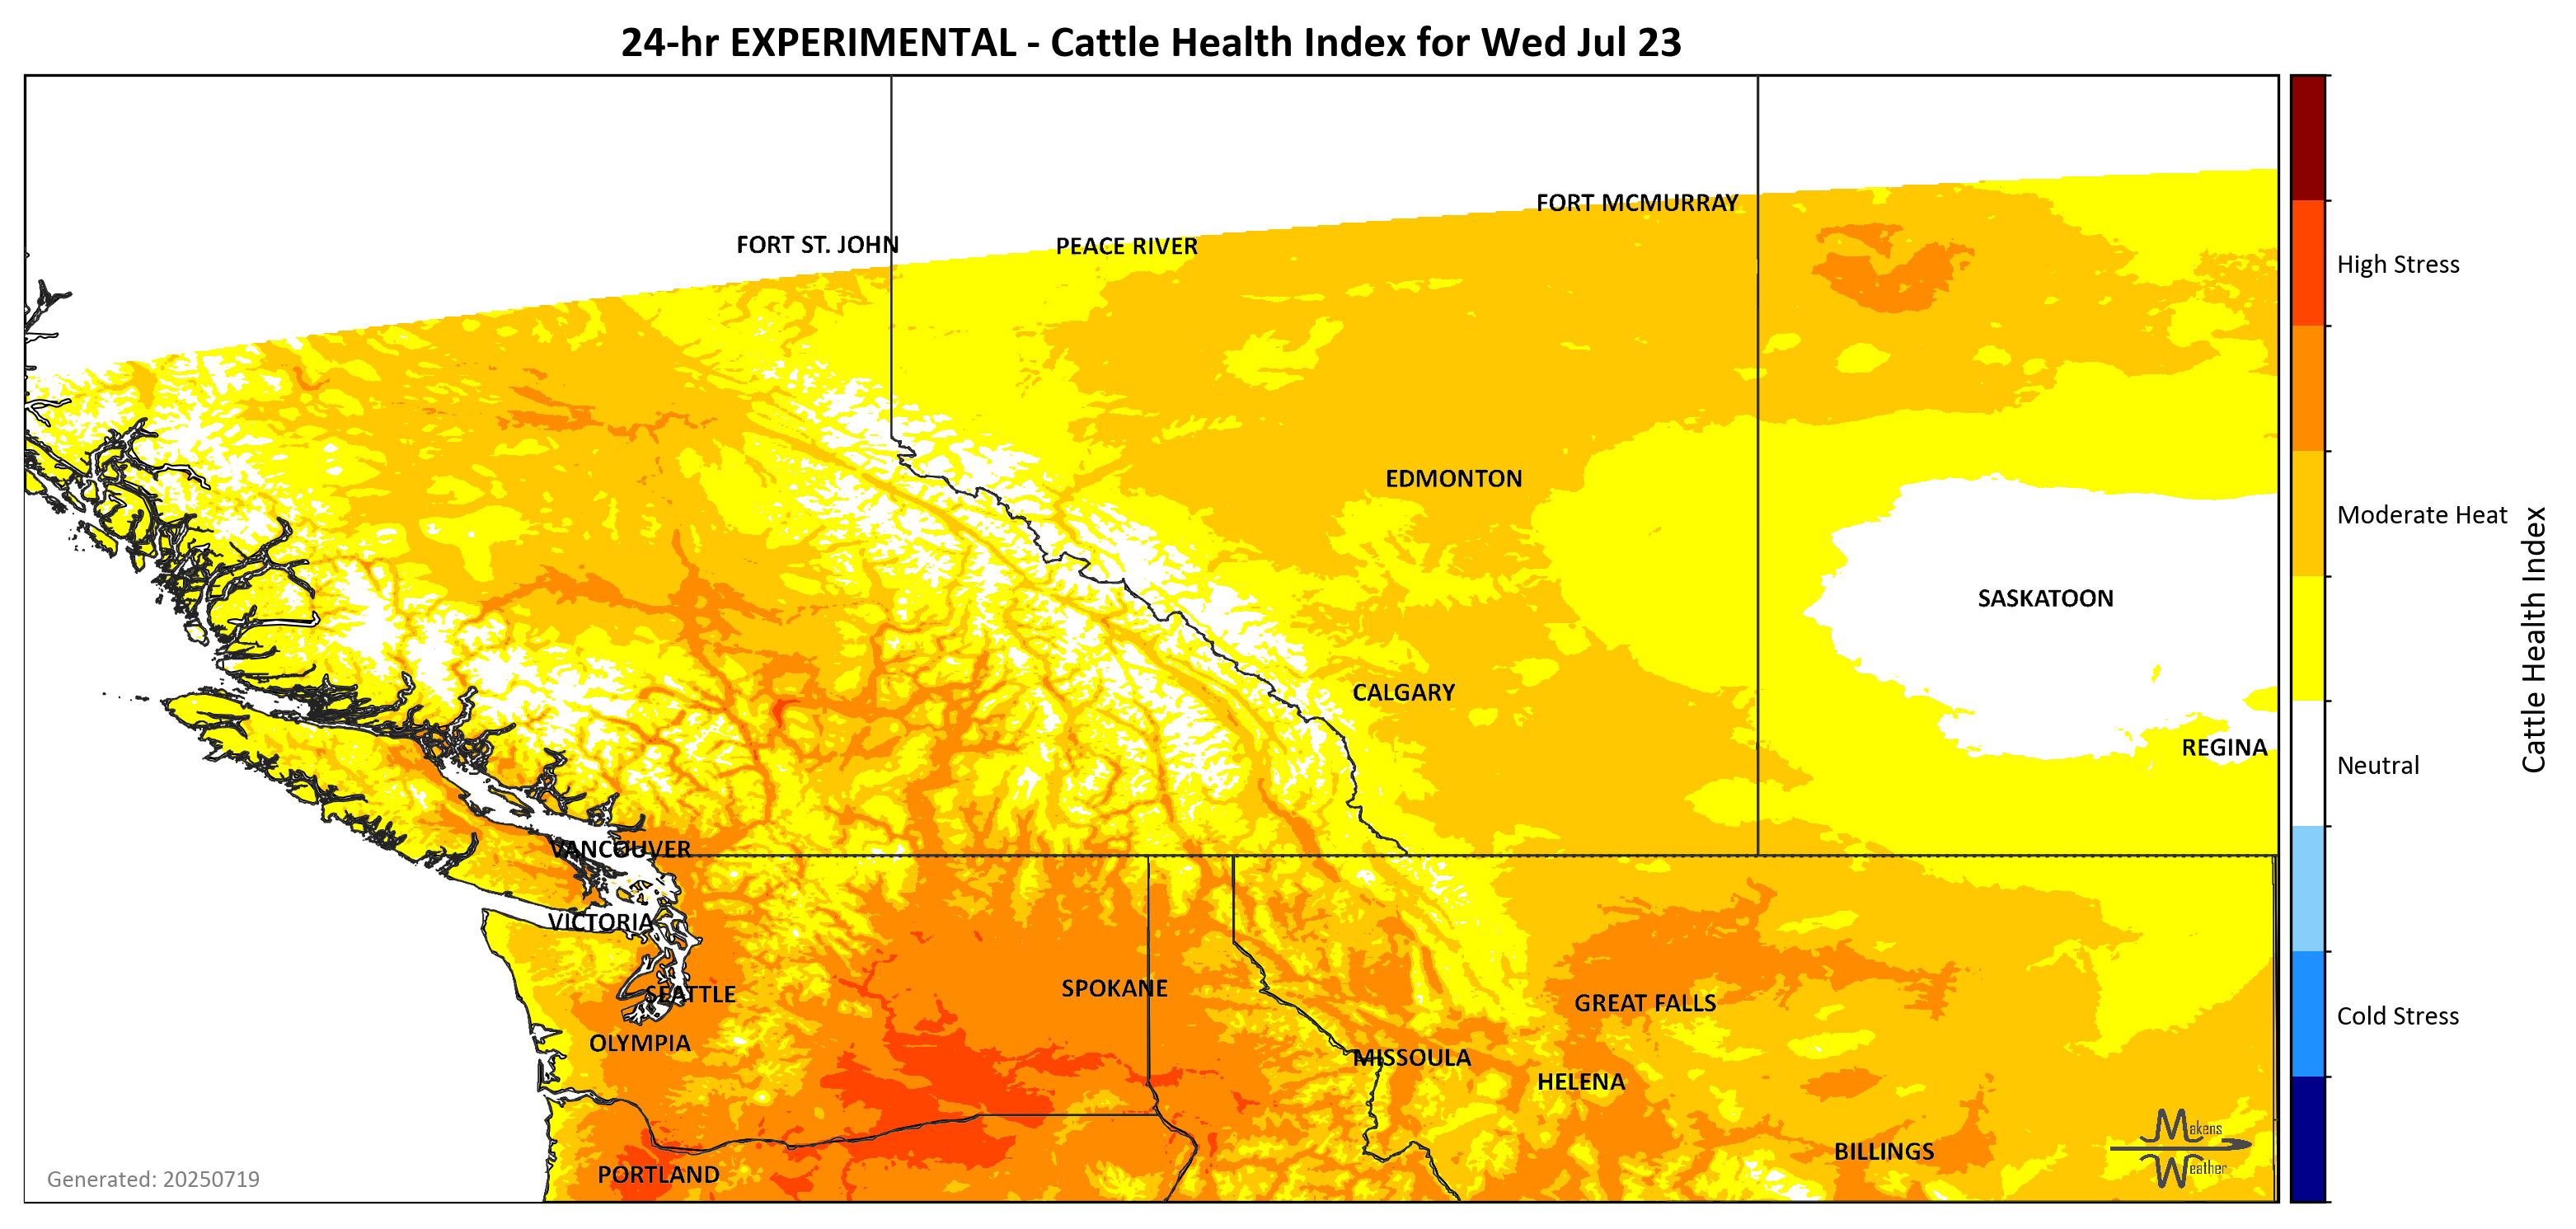 24-hr EXPERIMENTAL - Cattle Health Index for Wed Jul 23
FORT MCMURRAY
FORT ST. JOHN
PEACE RIVER
High Stress
EDMONTON
Moderate Heat
SASKATOON
CALGARY
Cattle Health Index
REGINA
Neutral
VANCOUVER
VICTORIA
SPOKANE
SEATTLE
GREAT FALLS
Cold Stress
OLYMPIA
MISSOULA
HELENA
BILLINGS
Makens
Weather
PORTLAND
Generated: 20250719